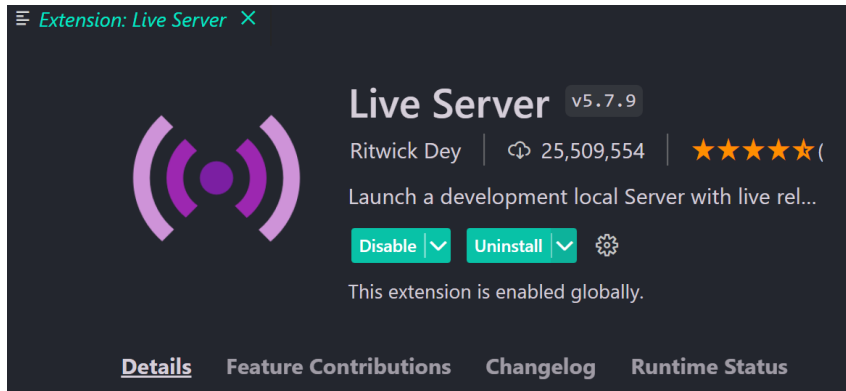 Extension: Live Server
Live Server v5.7.9
Ritwick Dey 25,509,554 (
Launch a development local Server with live rel...
Disable Uninstall
This extension is enabled globally.
Details Feature Contributions Changelog Runtime Status